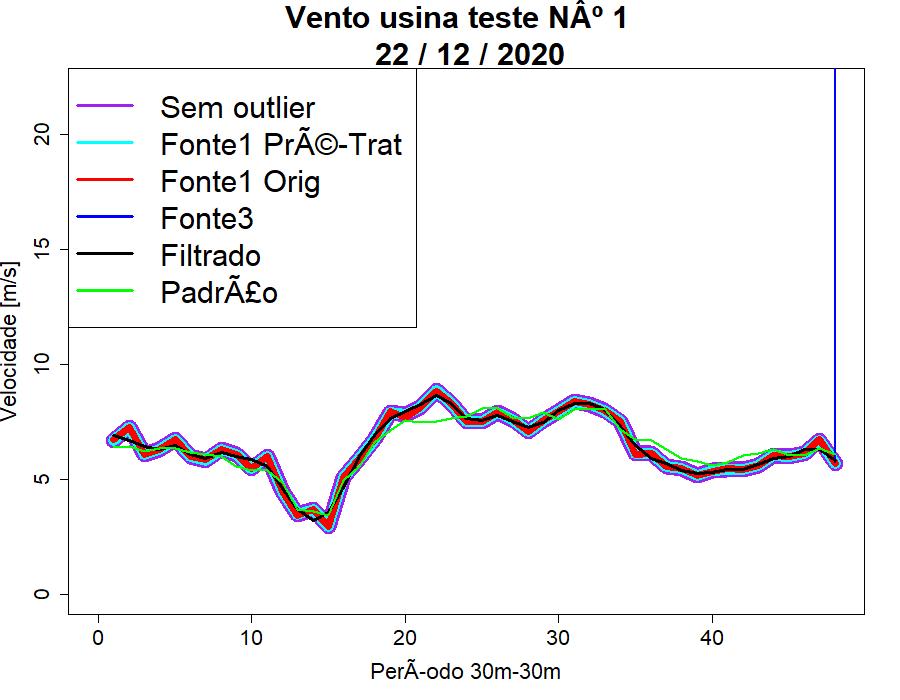 Vento usina teste NÂº 1
22 / 12 / 2020
Sem outlier
Fonte1 PrÃ©-Trat
Fonte1 Orig
Fonte3
Filtrado
PadrÃ£o
Velocidade [m/s]
20
15
10
5
0
0 10 20 30 40
PerÃ-odo 30m-30m